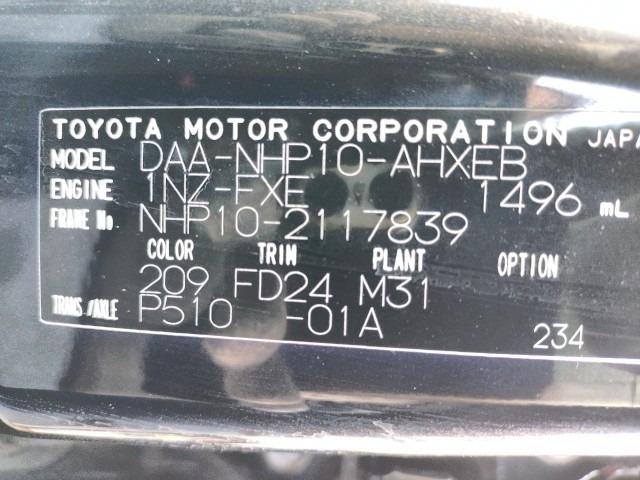 TOYOTA MOTOR CORPORATION JAPA
MODEL DAA-NHP10-AHXEB
ENGINE 1NZ-FXE 1496 mL
FRAME No NHP10-2117839
COLOR TRIM PLANT OPTION
209 FD24 M31
TRANS./AXLE P510 -01A
234